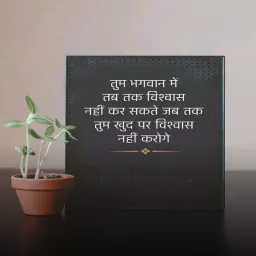 तुम भगवान में
तब तक विश्वास
नहीं कर सकते जब तक
तुम खुद पर विश्वास
नहीं करोगे